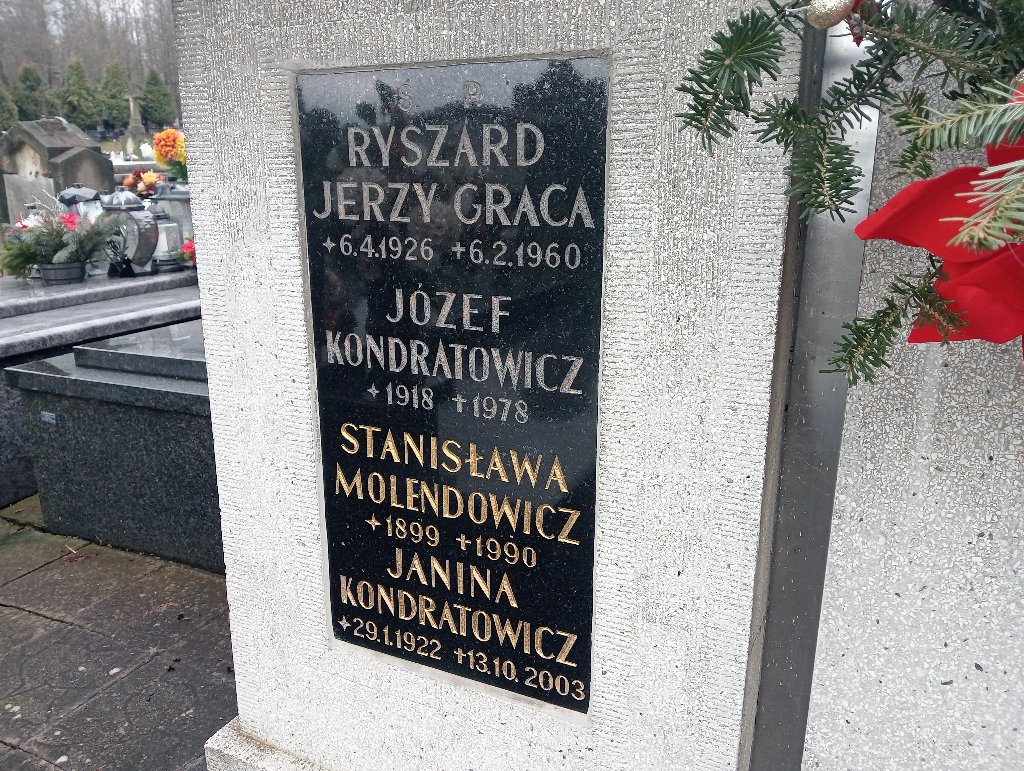 Ś P
RYSZARD
JERZY GRACA
✦6.4.1926 ✝6.2.1960
JÓZEF
KONDRATOWICZ
✦1918 ✝1978
STANISŁAWA
MOLENDOWICZ
✦1899 ✝1990
JANINA
KONDRATOWICZ
✦29.1.1922 ✝13.10.2003